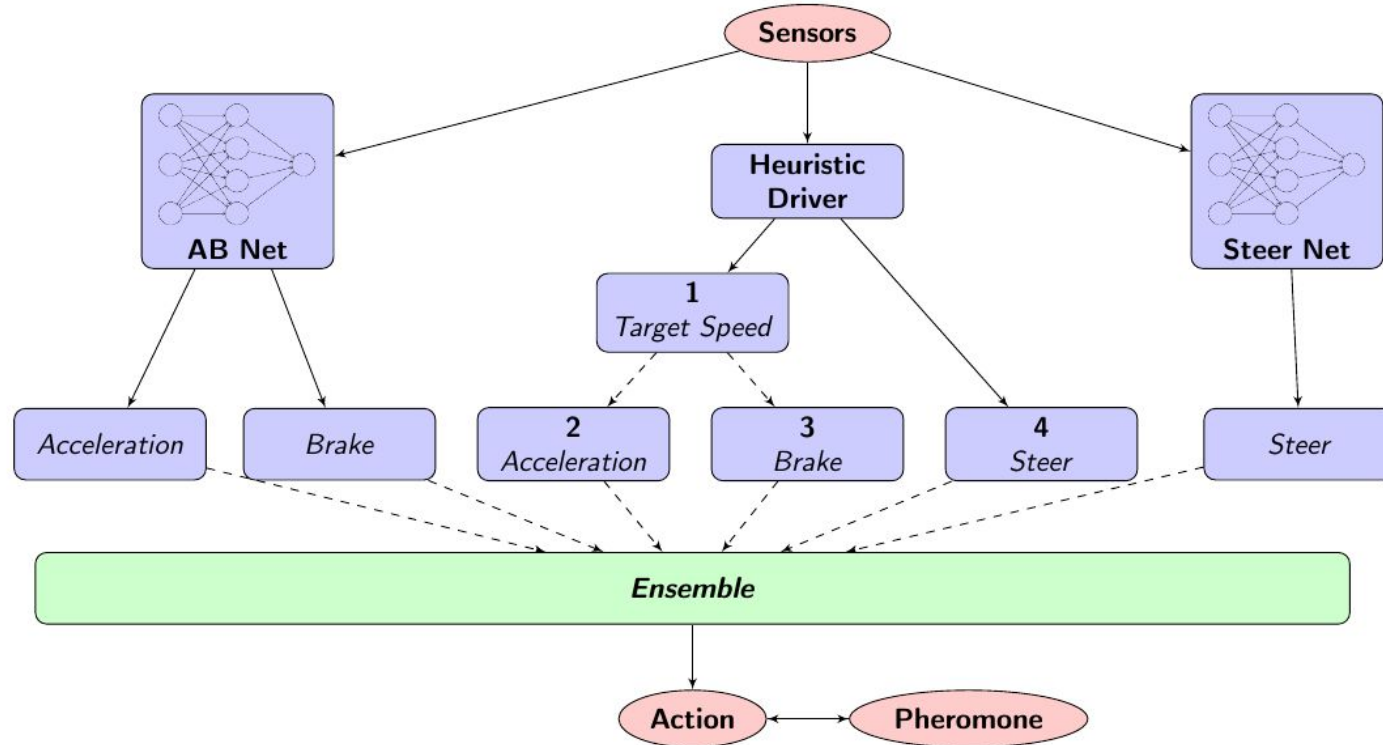 Sensors
Heuristic
Driver
AB Net
Steer Net
1
Target Speed
Acceleration
Brake
2
Acceleration
3
Brake
4
Steer
Steer
Ensemble
Action
Pheromone